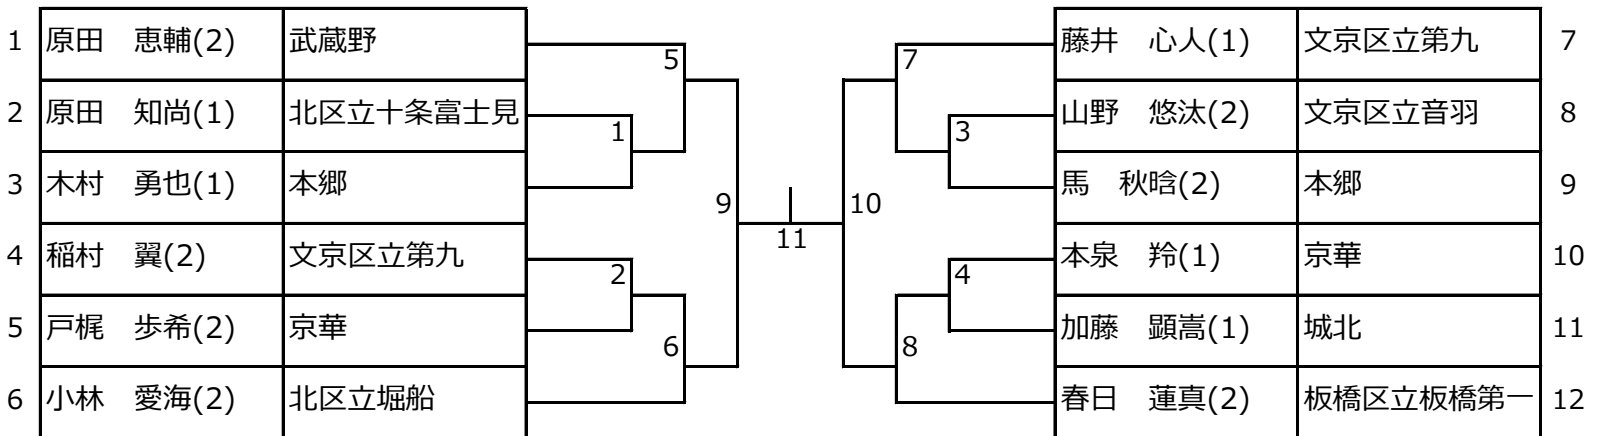 1 原田　恵輔(2) 武蔵野
2 原田　知尚(1) 北区立十条富士見
3 木村　勇也(1) 本郷
4 稲村　翼(2) 文京区立第九
5 戸梶　歩希(2) 京華
6 小林　愛海(2) 北区立堀船
5
1
9
2
6
11
7
3
10
4
8
藤井　心人(1) 文京区立第九 7
山野　悠汰(2) 文京区立音羽 8
馬　秋晗(2) 本郷 9
本泉　羚(1) 京華 10
加藤　顕嵩(1) 城北 11
春日　蓮真(2) 板橋区立板橋第一 12